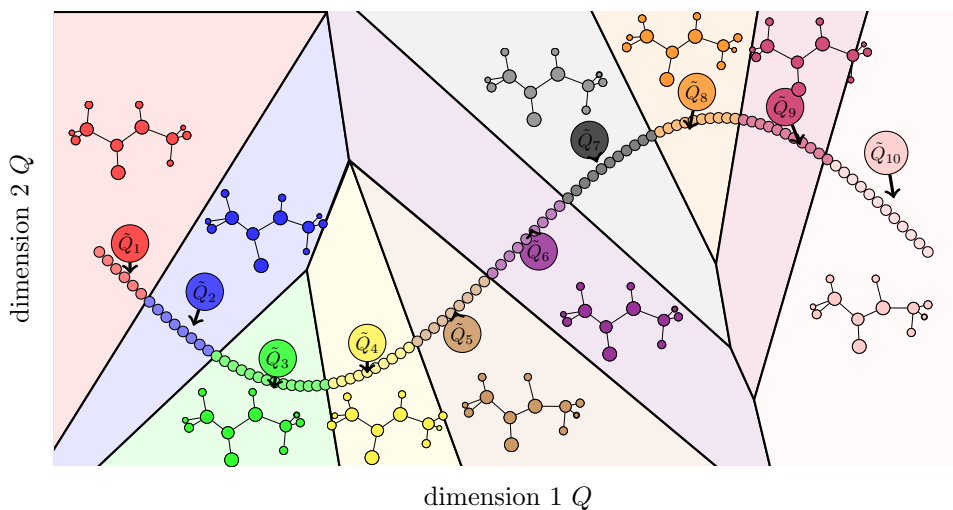 dimension 2 Q
Q̃1
Q̃2
Q̃3
Q̃4
Q̃5
Q̃6
Q̃7
Q̃8
Q̃9
Q̃10
dimension 1 Q